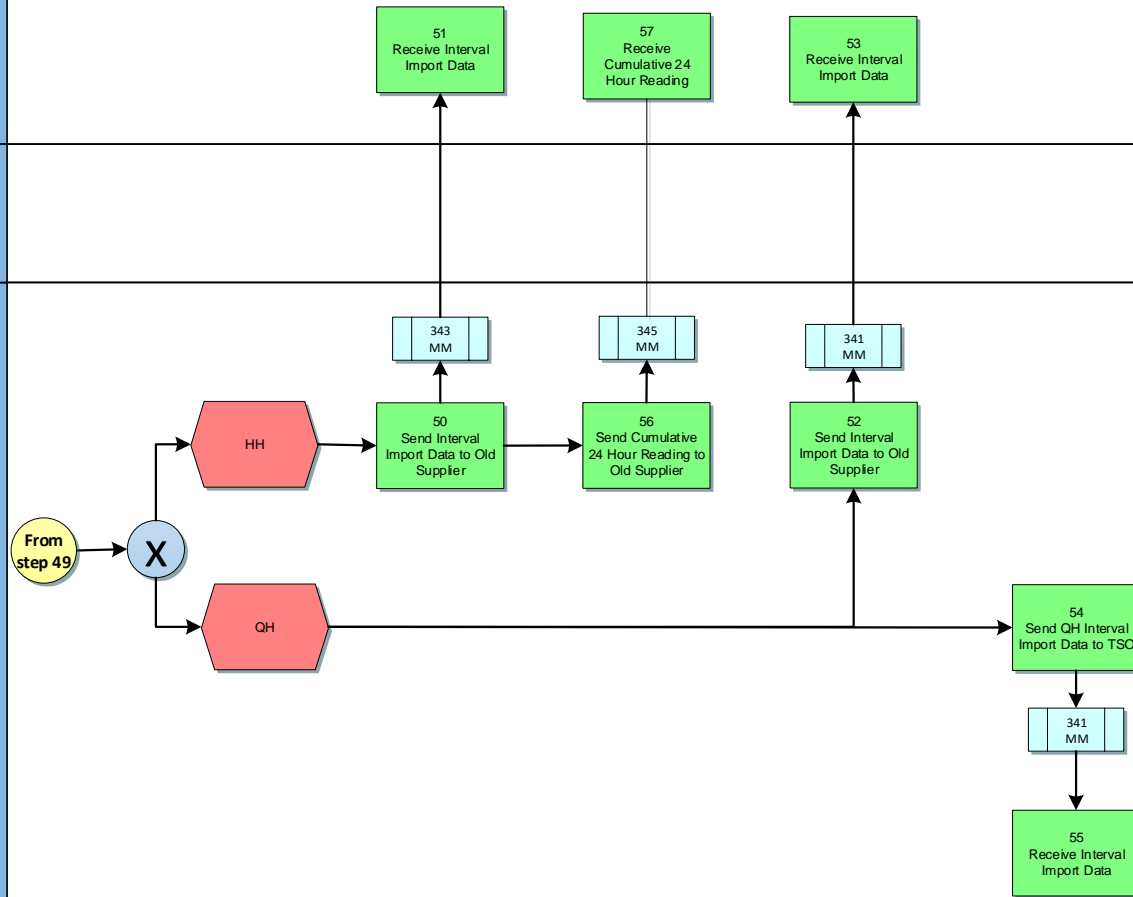 51
Receive Interval
Import Data
57
Receive
Cumulative 24
Hour Reading
53
Receive Interval
Import Data
343
MM
345
MM
341
MM
HH
50
Send Interval
Import Data to Old
Supplier
56
Send Cumulative
24 Hour Reading to
Old Supplier
52
Send Interval
Import Data to Old
Supplier
From
step 49
X
QH
54
Send QH Interval
Import Data to TSO
341
MM
55
Receive Interval
Import Data